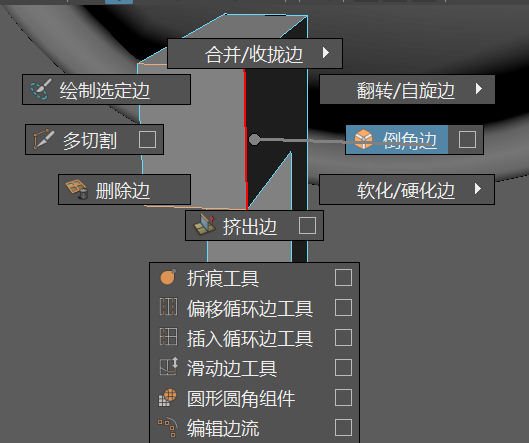 合并/收拢边
绘制选定边
翻转/自旋边
多切割
倒角边
删除边
软化/硬化边
挤出边
折痕工具
偏移循环边工具
插入循环边工具
滑动边工具
圆形圆角组件
编辑边流